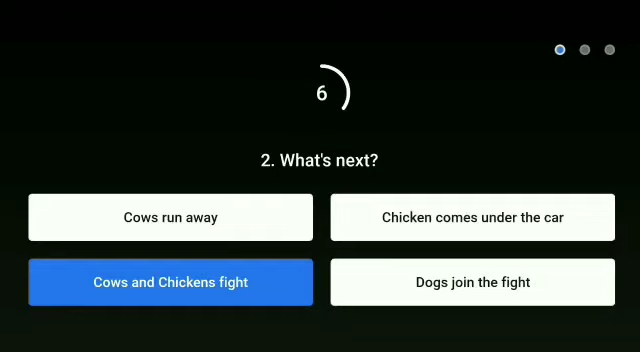 6
2. What's next?
Cows run away
Chicken comes under the car
Cows and Chickens fight
Dogs join the fight